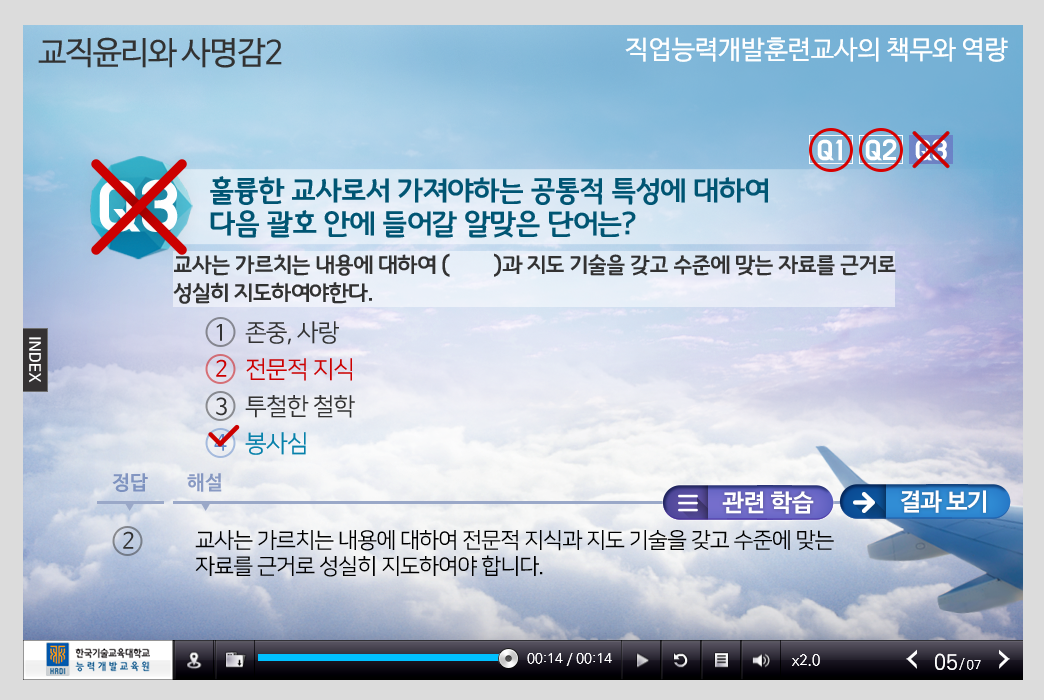 교직윤리와 사명감2
직업능력개발훈련교사의 책무와 역량
Q1 Q2 Q3
Q3
훌륭한 교사로서 가져야하는 공통적 특성에 대하여
다음 괄호 안에 들어갈 알맞은 단어는?
교사는 가르치는 내용에 대하여 (      )과 지도 기술을 갖고 수준에 맞는 자료를 근거로
성실히 지도하여야한다.
① 존중, 사랑
② 전문적 지식
③ 투철한 철학
④ 봉사심
INDEX
정답 해설
관련 학습 결과 보기
② 교사는 가르치는 내용에 대하여 전문적 지식과 지도 기술을 갖고 수준에 맞는
자료를 근거로 성실히 지도하여야 합니다.
HRDI 한국기술교육대학교
능력개발교육원
00:14 / 00:14 x2.0 05/07